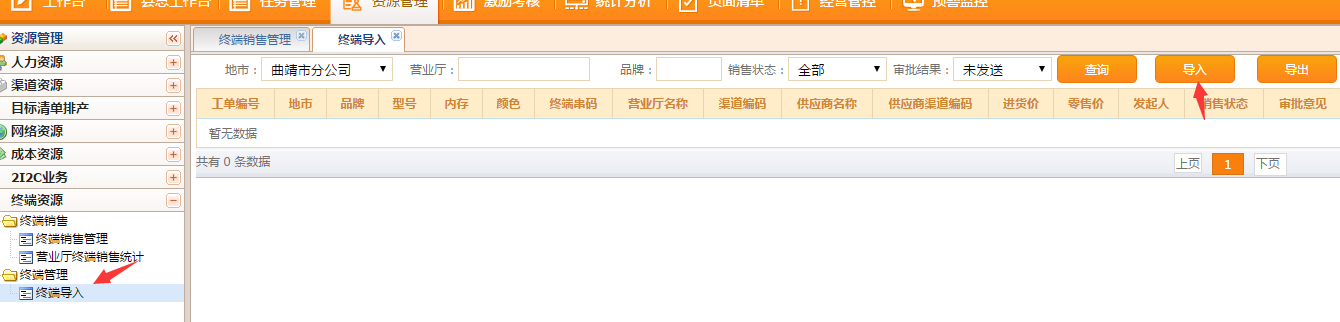 工作台 会总工作台 任务管理 资源管理 激励考核 统计分析 页面清单 经营管控 预警监控
资源管理
人力资源
渠道资源
目标清单排产
网络资源
成本资源
2I2C业务
终端资源
终端销售
终端销售管理
营业厅终端销售统计
终端管理
终端导入
终端销售管理 终端导入
地市： 曲靖市分公司 营业厅： 品牌： 销售状态： 全部 审批结果： 未发送 查询 导入 导出
工单编号 地市 品牌 型号 内存 颜色 终端串码 营业厅名称 渠道编码 供应商名称 供应商渠道编码 进货价 零售价 发起人 销售状态 审批意见
暂无数据
共有 0 条数据 上页 1 下页